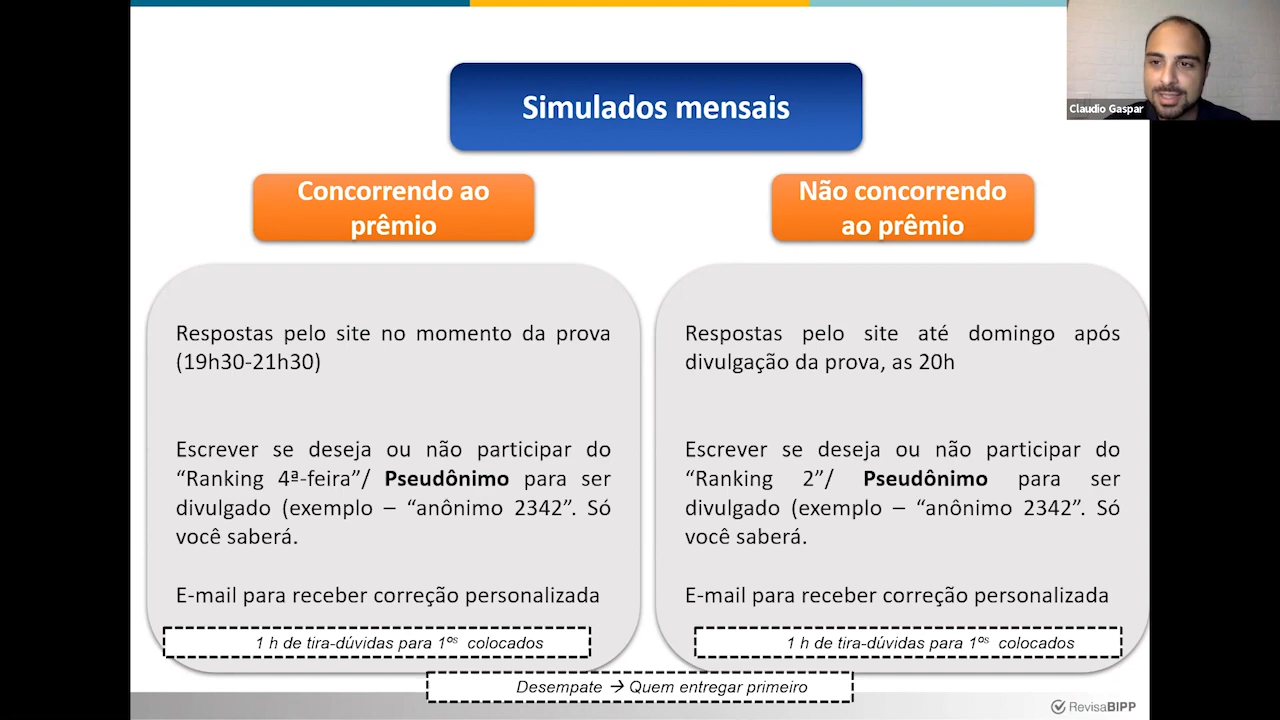 Simulados mensais
Claudio Gaspar
Concorrendo ao
prêmio
Não concorrendo
ao prêmio
Respostas pelo site no momento da prova
(19h30-21h30)
Escrever se deseja ou não participar do
“Ranking 4ª-feira”/ Pseudônimo para ser
divulgado (exemplo – “anônimo 2342”. Só
você saberá.
E-mail para receber correção personalizada
1 h de tira-dúvidas para 1ºˢ colocados
Respostas pelo site até domingo após
divulgação da prova, as 20h
Escrever se deseja ou não participar do
“Ranking 2”/ Pseudônimo para ser
divulgado (exemplo – “anônimo 2342”. Só
você saberá.
E-mail para receber correção personalizada
1 h de tira-dúvidas para 1ºˢ colocados
Desempate → Quem entregar primeiro
RevisaBIPP